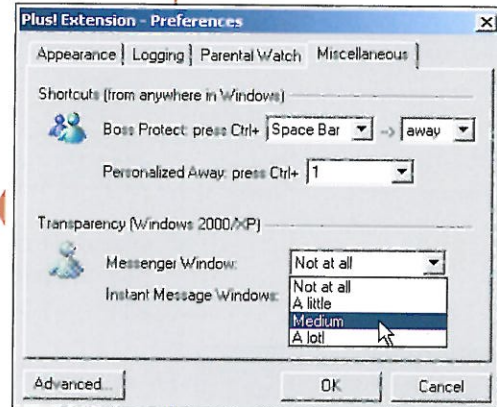 Plus! Extension - Preferences
Appearance Logging Parental Watch Miscellaneous
Shortcuts (from anywhere in Windows)
Boss Protect: press Ctrl+ Space Bar -> away
Personalized Away: press Ctrl+ 1
Transparency (Windows 2000/XP)
Messenger Window: Not at all
Instant Message Windows: Not at all
A little
Medium
A lot!
Advanced... OK Cancel